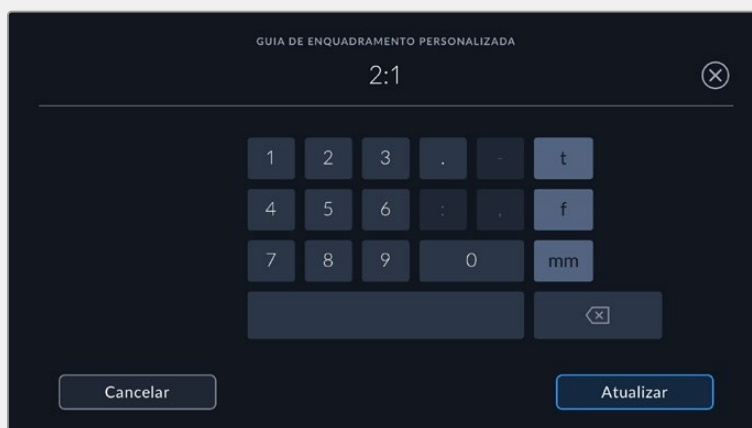 GUIA DE ENQUADRAMENTO PERSONALIZADA
2:1
1 2 3 . - t
4 5 6 : , f
7 8 9 0 mm
Cancelar Atualizar